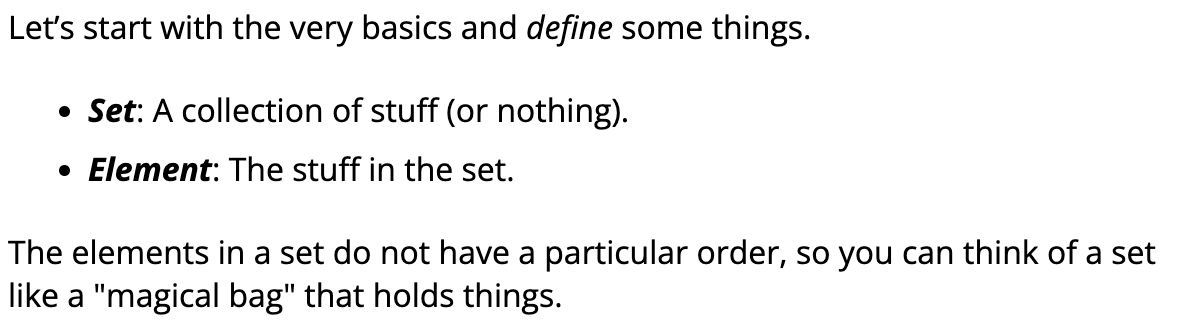 Let’s start with the very basics and define some things.
• Set: A collection of stuff (or nothing).
• Element: The stuff in the set.
The elements in a set do not have a particular order, so you can think of a set
like a "magical bag" that holds things.